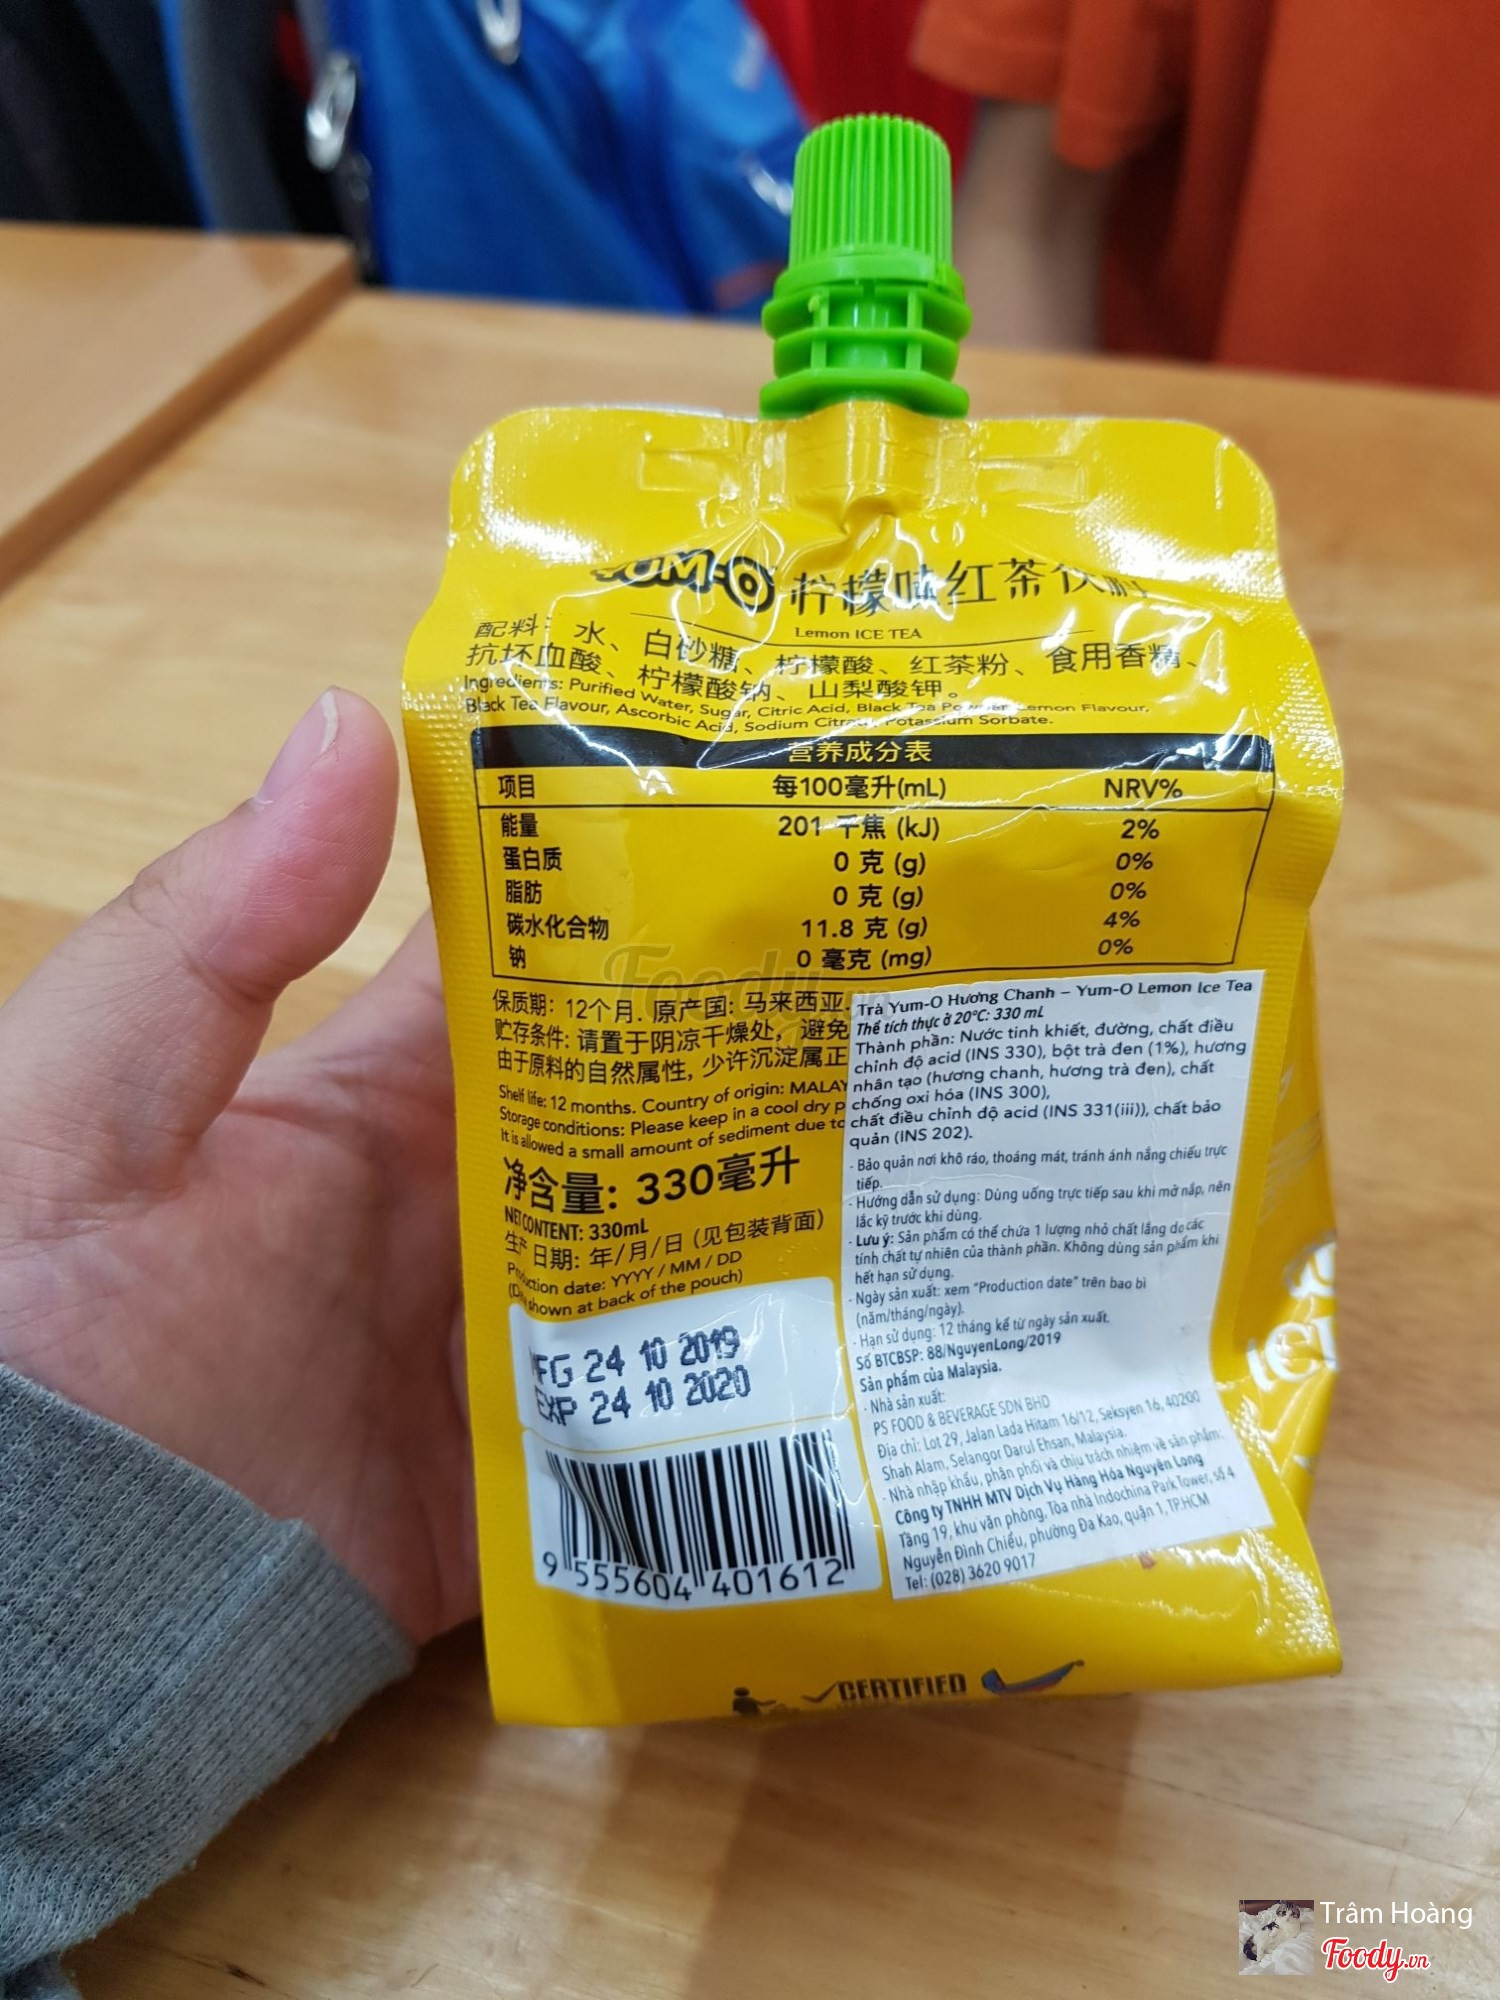 YUM-O 柠檬味红茶饮料
Lemon ICE TEA
配料：水、白砂糖、柠檬酸、红茶粉、食用香精、
抗坏血酸、柠檬酸钠、山梨酸钾。
Ingredients: Purified Water, Sugar, Citric Acid, Black Tea Powder, Lemon Flavour,
Black Tea Flavour, Ascorbic Acid, Sodium Citrate, Potassium Sorbate.
营养成分表
项目 每100毫升(mL) NRV%
能量 201 千焦 (kJ) 2%
蛋白质 0 克 (g) 0%
脂肪 0 克 (g) 0%
碳水化合物 11.8 克 (g) 4%
钠 0 毫克 (mg) 0%
保质期: 12个月. 原产国: 马来西亚.
贮存条件: 请置于阴凉干燥处, 避免
由于原料的自然属性, 少许沉淀属正
Shelf life: 12 months. Country of origin: MALAY
Storage conditions: Please keep in a cool dry p
It is allowed a small amount of sediment due to
净含量: 330毫升
NET CONTENT: 330mL
生产日期: 年/月/日 (见包装背面)
Production date: YYYY / MM / DD
(Date shown at back of the pouch)
MFG 24 10 2019
EXP 24 10 2020
9 555604 401612
Trà Yum-O Hương Chanh – Yum-O Lemon Ice Tea
Thể tích thực ở 20°C: 330 mL
Thành phần: Nước tinh khiết, đường, chất điều
chỉnh độ acid (INS 330), bột trà đen (1%), hương
nhân tạo (hương chanh, hương trà đen), chất
chống oxi hóa (INS 300),
chất điều chỉnh độ acid (INS 331(iii)), chất bảo
quản (INS 202).
- Bảo quản nơi khô ráo, thoáng mát, tránh ánh nắng chiếu trực
tiếp.
- Hướng dẫn sử dụng: Dùng uống trực tiếp sau khi mở nắp, nên
lắc kỹ trước khi dùng.
- Lưu ý: Sản phẩm có thể chứa 1 lượng nhỏ chất lắng do các
tính chất tự nhiên của thành phần. Không dùng sản phẩm khi
hết hạn sử dụng.
- Ngày sản xuất: xem "Production date" trên bao bì
(năm/tháng/ngày).
- Hạn sử dụng: 12 tháng kể từ ngày sản xuất.
Số BTCBSP: 88/NguyenLong/2019
Sản phẩm của Malaysia.
- Nhà sản xuất:
PS FOOD & BEVERAGE SDN BHD
Địa chỉ: Lot 29, Jalan Lada Hitam 16/12, Seksyen 16, 40200
Shah Alam, Selangor Darul Ehsan, Malaysia.
- Nhà nhập khẩu, phân phối và chịu trách nhiệm về sản phẩm:
Công ty TNHH MTV Dịch Vụ Hàng Hóa Nguyên Long
Tầng 19, khu văn phòng, Tòa nhà Indochina Park Tower, số 4
Nguyễn Đình Chiểu, phường Đa Kao, quận 1, TP.HCM
Tel: (028) 3620 9017
CERTIFIED
Foody.vn
Trâm Hoàng
Foody.vn